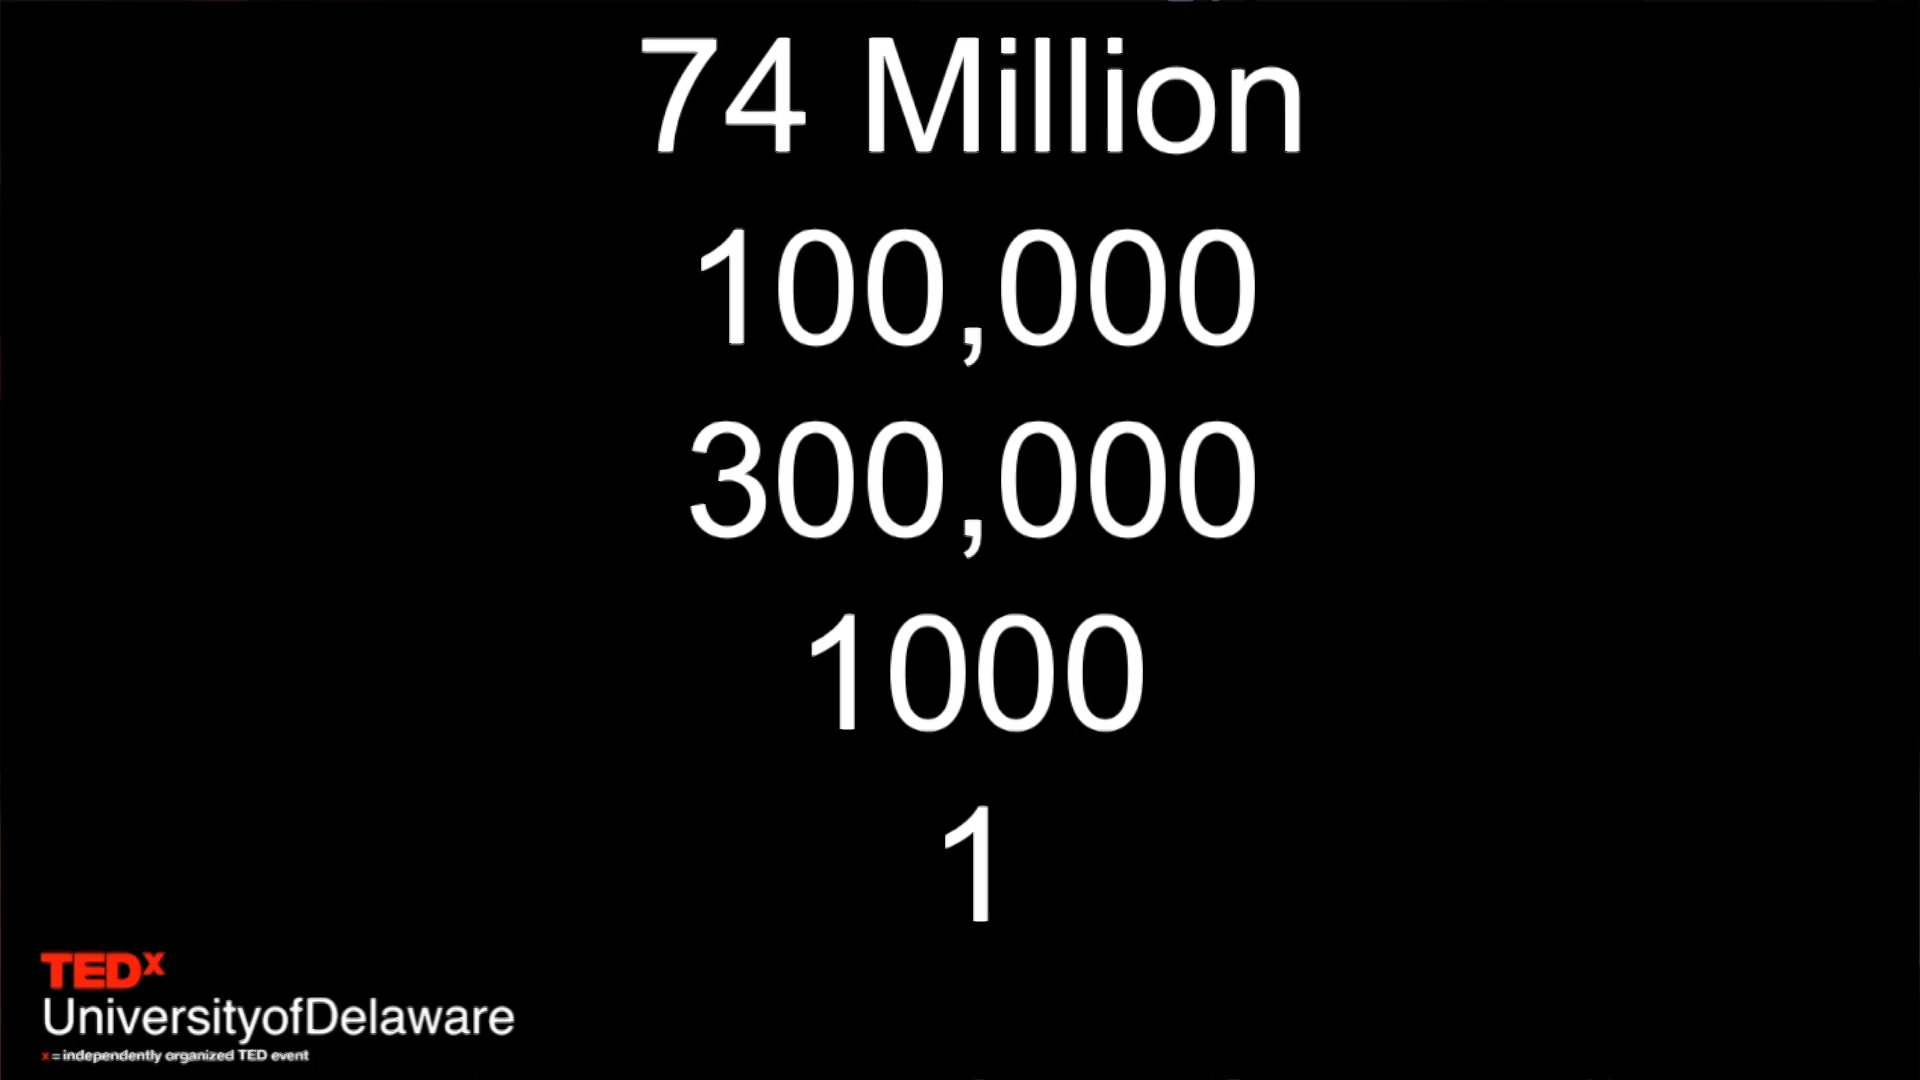 74 Million
100,000
300,000
1000
1
TEDx
UniversityofDelaware
x = independently organized TED event